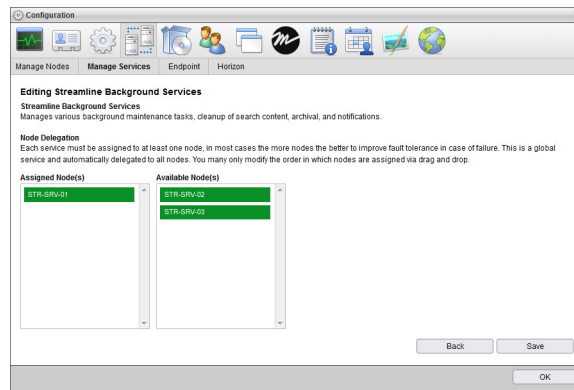 Configuration
Manage Nodes Manage Services Endpoint Horizon
Editing Streamline Background Services
Streamline Background Services
Manages various background maintenance tasks, cleanup of search content, archival, and notifications.
Node Delegation
Each service must be assigned to at least one node, in most cases the more nodes the better to improve fault tolerance in case of failure. This is a global
service and automatically delegated to all nodes. You many only modify the order in which nodes are assigned via drag and drop.
Assigned Node(s) Available Node(s)
STR-SRV-01 STR-SRV-02
STR-SRV-03
Back Save
OK